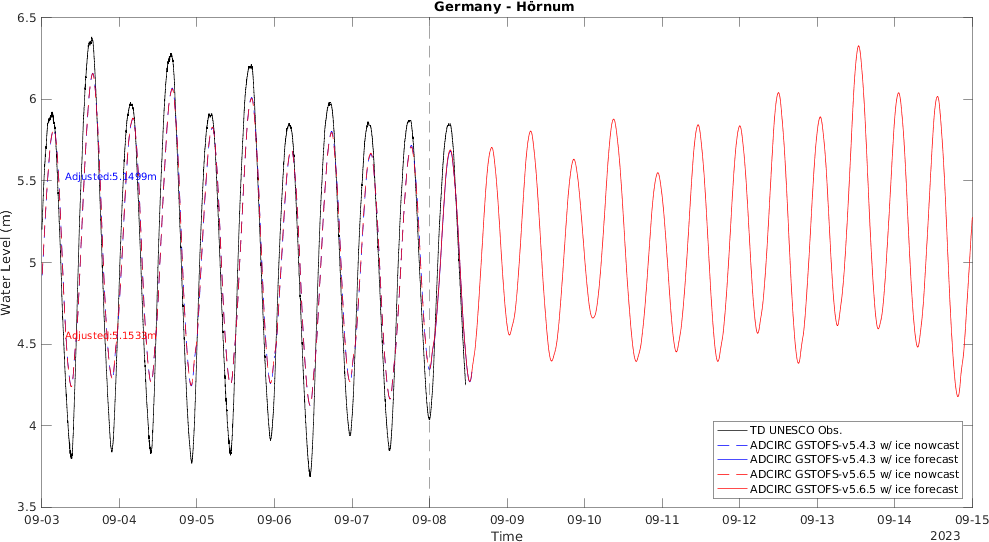 Germany - Hörnum
6.5
6
5.5
5
4.5
4
3.5
Water Level (m)
Adjusted:5.1499m
Adjusted:5.1533m
TD UNESCO Obs.
ADCIRC GSTOFS-v5.4.3 w/ ice nowcast
ADCIRC GSTOFS-v5.4.3 w/ ice forecast
ADCIRC GSTOFS-v5.6.5 w/ ice nowcast
ADCIRC GSTOFS-v5.6.5 w/ ice forecast
09-03 09-04 09-05 09-06 09-07 09-08 09-09 09-10 09-11 09-12 09-13 09-14 09-15
Time
2023